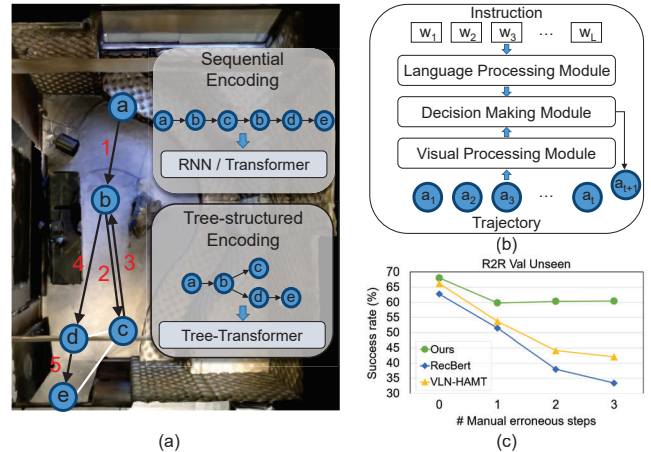 a
1
b
4
2
3
d
c
5
e
Sequential
Encoding
a b c b d e
RNN / Transformer
Tree-structured
Encoding
a b c d e
Tree-Transformer
(a)
Instruction
w1 w2 w3 ... wL
Language Processing Module
Decision Making Module
Visual Processing Module
a1 a2 a3 ... at at+1
Trajectory
(b)
R2R Val Unseen
Success rate (%)
70
65
60
55
50
45
40
35
30
Ours
RecBert
VLN-HAMT
0 1 2 3
# Manual erroneous steps
(c)